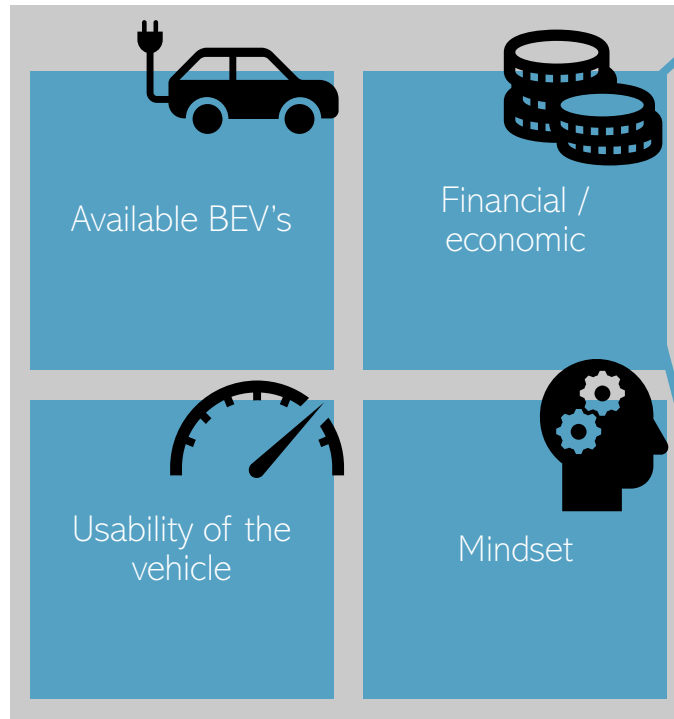 Available BEV's
Financial /
economic
Usability of the
vehicle
Mindset